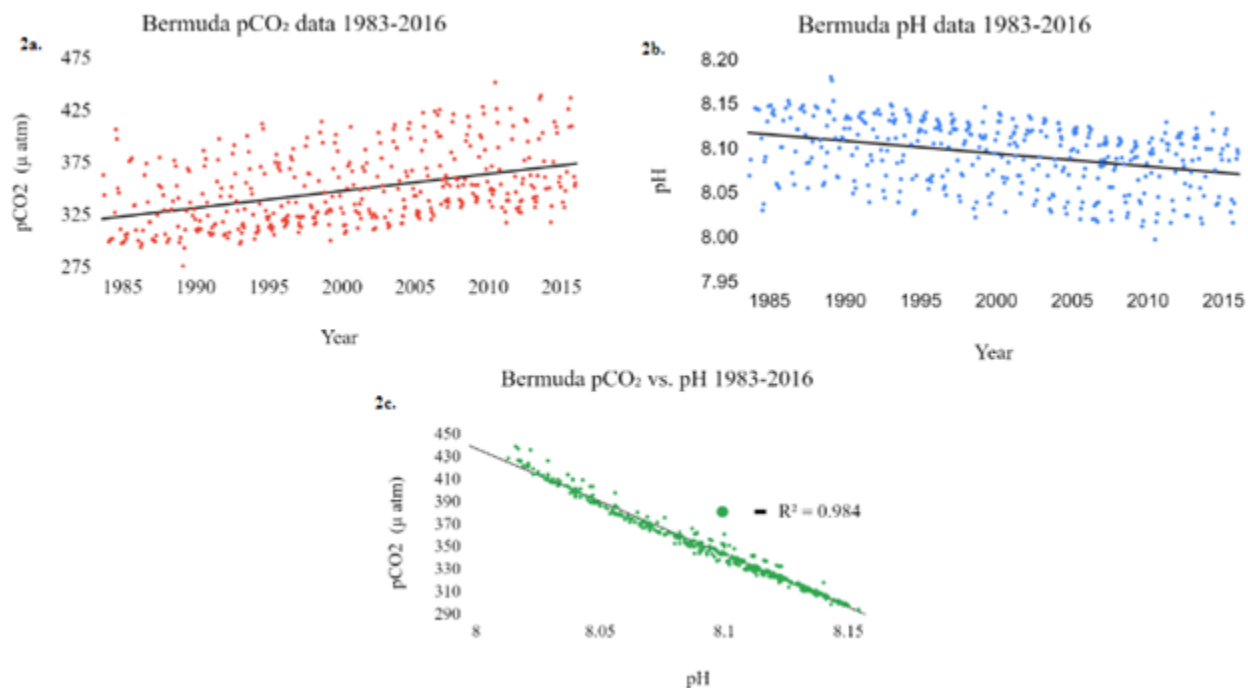 Bermuda pCO₂ data 1983-2016
2a.
475
425
375
325
275
pCO2 (μ atm)
1985 1990 1995 2000 2005 2010 2015
Year
Bermuda pH data 1983-2016
2b.
8.20
8.15
8.10
8.05
8.00
7.95
pH
1985 1990 1995 2000 2005 2010 2015
Year
Bermuda pCO₂ vs. pH 1983-2016
2c.
450
430
410
390
370
350
330
310
290
pCO2 (μ atm)
R² = 0.984
8 8.05 8.1 8.15
pH